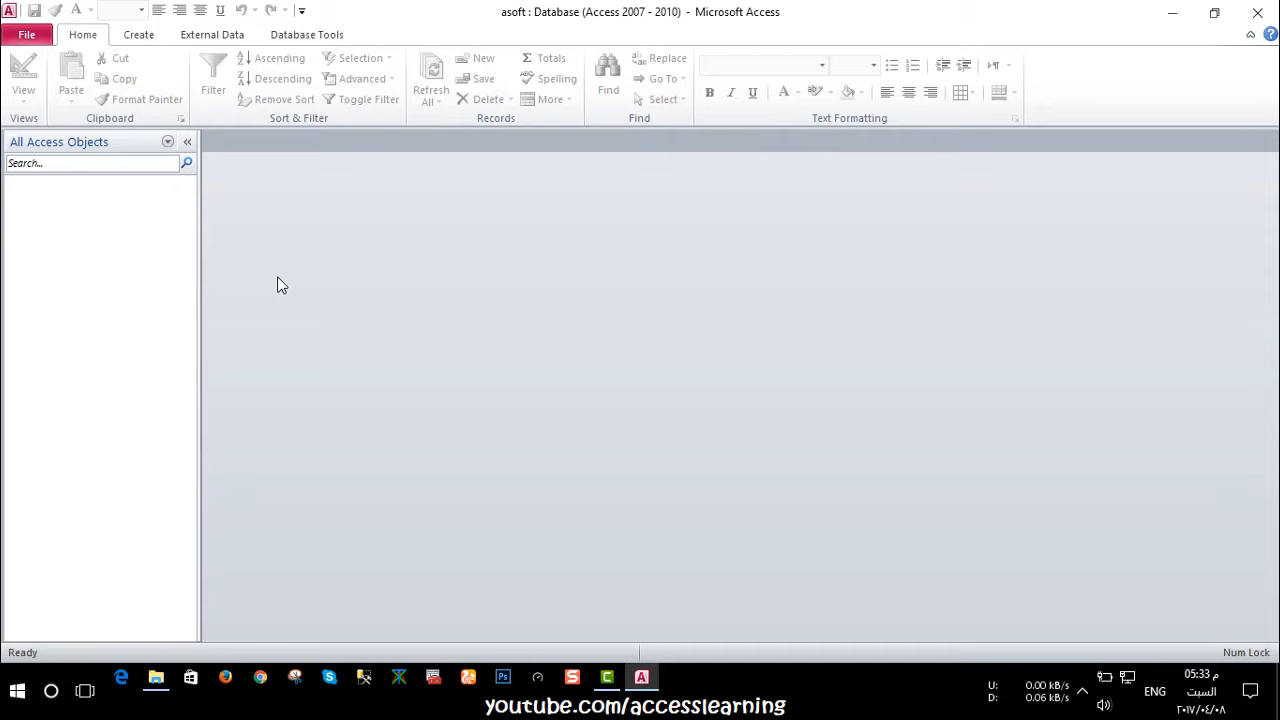 asoft : Database (Access 2007 - 2010) - Microsoft Access
File Home Create External Data Database Tools
View Paste Cut Copy Format Painter
Filter Ascending Descending Remove Sort Selection Advanced Toggle Filter
Refresh All New Save Delete Totals Spelling More
Find Replace Go To Select
Views Clipboard Sort & Filter Records Find Text Formatting
All Access Objects
Search...
Ready
Num Lock
U: 0.00 kB/s
D: 0.06 kB/s
ENG
05:33 م
السبت
٢٠١٧/٠٤/٠٨
youtube.com/accesslearning